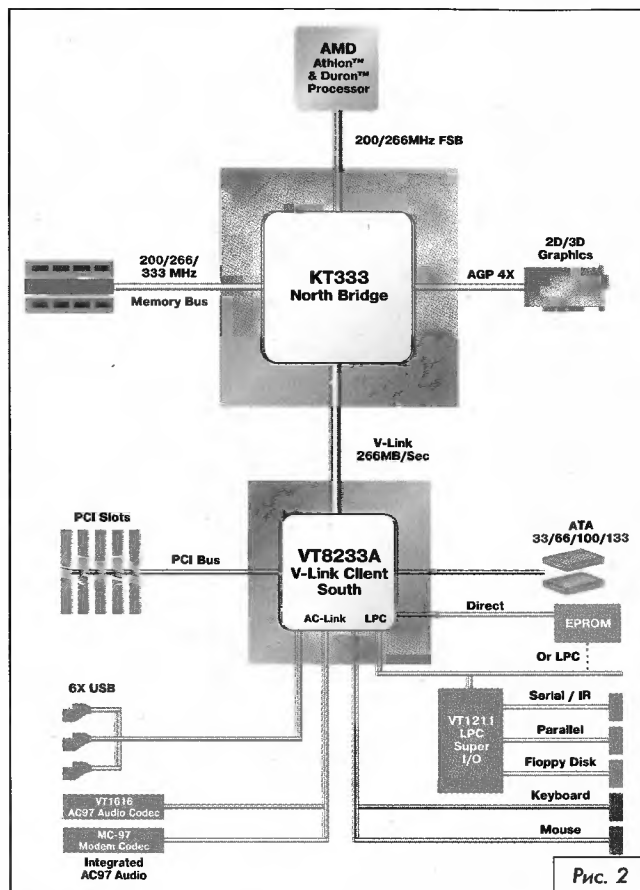 AMD
Athlon™
& Duron™
Processor
200/266MHz FSB
200/266/
333 MHz
Memory Bus
KT333
North Bridge
AGP 4X
2D/3D
Graphics
V-Link
266MB/Sec
PCI Slots
PCI Bus
VT8233A
V-Link Client
South
AC-Link LPC
ATA
33/66/100/133
Direct
EPROM
Or LPC
6X USB
VT1211
LPC
Super
I/O
Serial / IR
Parallel
Floppy Disk
Keyboard
Mouse
VT1616
AC97 Audio Codec
MC-97
Modem Codec
Integrated
AC97 Audio
Рис. 2